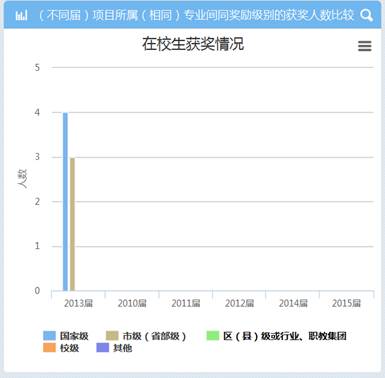 （不同届）项目所属（相同）专业间同奖励级别的获奖人数比较
在校生获奖情况
5
4
3
2
1
0
人数
2013届 2010届 2011届 2012届 2014届 2015届
国家级 市级（省部级） 区（县）级或行业、职教集团
校级 其他